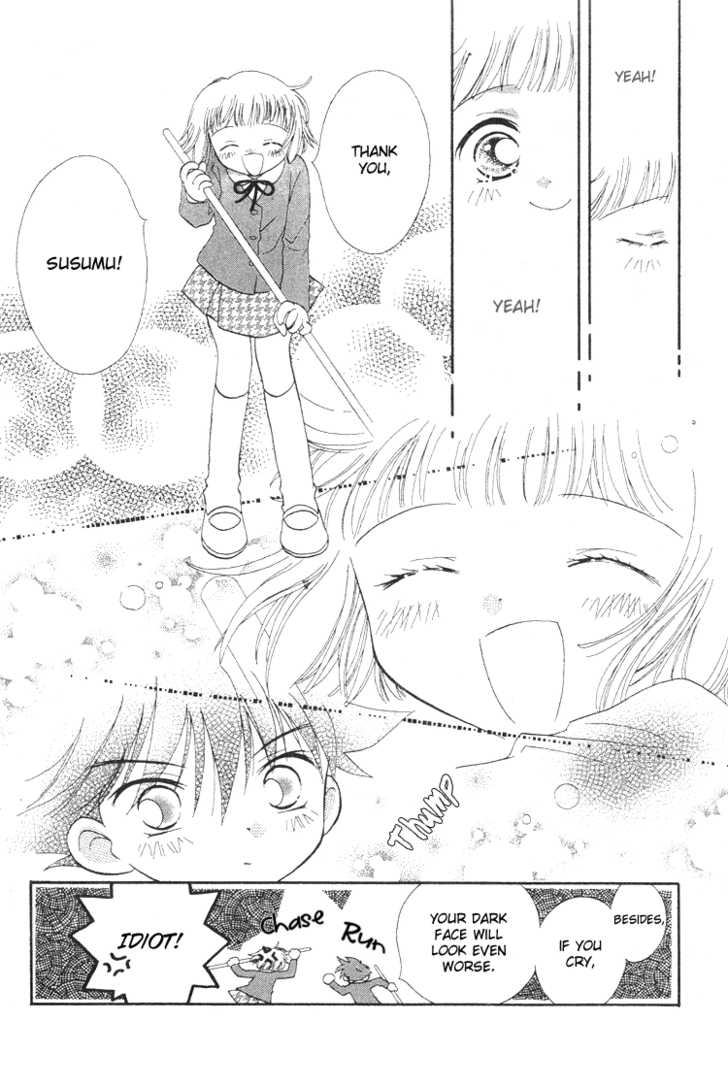 YEAH!
YEAH!
THANK
YOU,
SUSUMU!
Thump
BESIDES,
IF YOU
CRY,
YOUR DARK
FACE WILL
LOOK EVEN
WORSE.
Run
Chase
IDIOT!